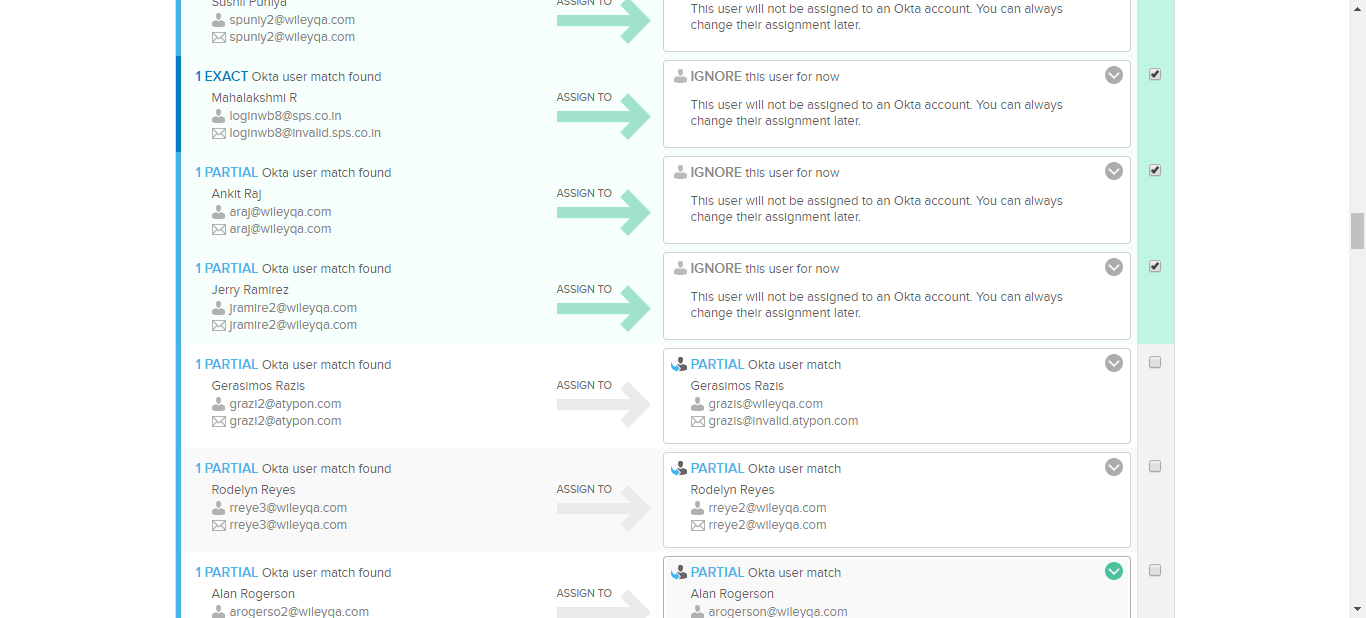 Sushil Puniya
spuniy2@wileyqa.com
spuniy2@wileyqa.com
ASSIGN TO
This user will not be assigned to an Okta account. You can always
change their assignment later.
1 EXACT Okta user match found
Mahalakshmi R
loginwb8@sps.co.in
loginwb8@invalid.sps.co.in
ASSIGN TO
IGNORE this user for now
This user will not be assigned to an Okta account. You can always
change their assignment later.
1 PARTIAL Okta user match found
Ankit Raj
araj@wileyqa.com
araj@wileyqa.com
ASSIGN TO
IGNORE this user for now
This user will not be assigned to an Okta account. You can always
change their assignment later.
1 PARTIAL Okta user match found
Jerry Ramirez
jramire2@wileyqa.com
jramire2@wileyqa.com
ASSIGN TO
IGNORE this user for now
This user will not be assigned to an Okta account. You can always
change their assignment later.
1 PARTIAL Okta user match found
Gerasimos Razis
grazi2@atypon.com
grazi2@atypon.com
ASSIGN TO
PARTIAL Okta user match
Gerasimos Razis
grazis@wileyqa.com
grazis@invalid.atypon.com
1 PARTIAL Okta user match found
Rodelyn Reyes
rreye3@wileyqa.com
rreye3@wileyqa.com
ASSIGN TO
PARTIAL Okta user match
Rodelyn Reyes
rreye2@wileyqa.com
rreye2@wileyqa.com
1 PARTIAL Okta user match found
Alan Rogerson
arogerso2@wileyqa.com
ASSIGN TO
PARTIAL Okta user match
Alan Rogerson
arogerson@wileyqa.com